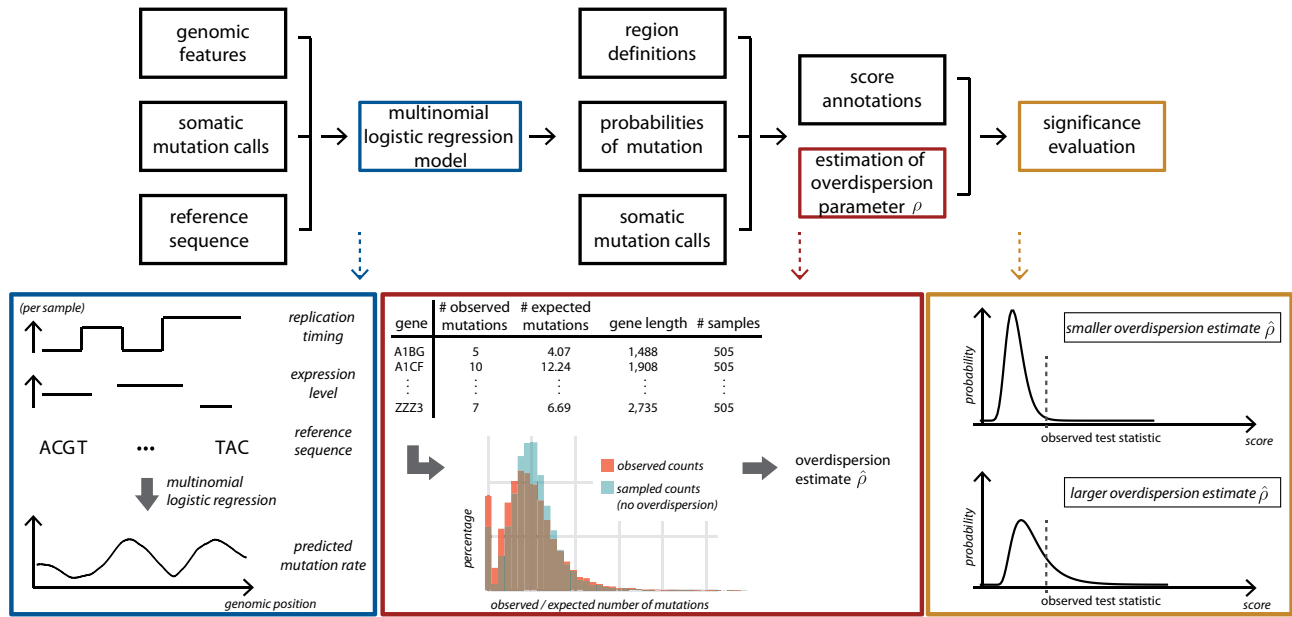 genomic
features
somatic
mutation calls
reference
sequence
multinomial
logistic regression
model
region
definitions
probabilities
of mutation
somatic
mutation calls
score
annotations
estimation of
overdispersion
parameter ρ
significance
evaluation
(per sample)
replication
timing
expression
level
ACGT ••• TAC
reference
sequence
multinomial
logistic regression
predicted
mutation rate
genomic position
# observed # expected
gene mutations mutations gene length # samples
A1BG 5 4.07 1,488 505
A1CF 10 12.24 1,908 505
ZZZ3 7 6.69 2,735 505
observed counts
sampled counts
(no overdispersion)
percentage
observed / expected number of mutations
overdispersion
estimate ρ̂
smaller overdispersion estimate ρ̂
probability
observed test statistic
score
larger overdispersion estimate ρ̂
probability
observed test statistic
score